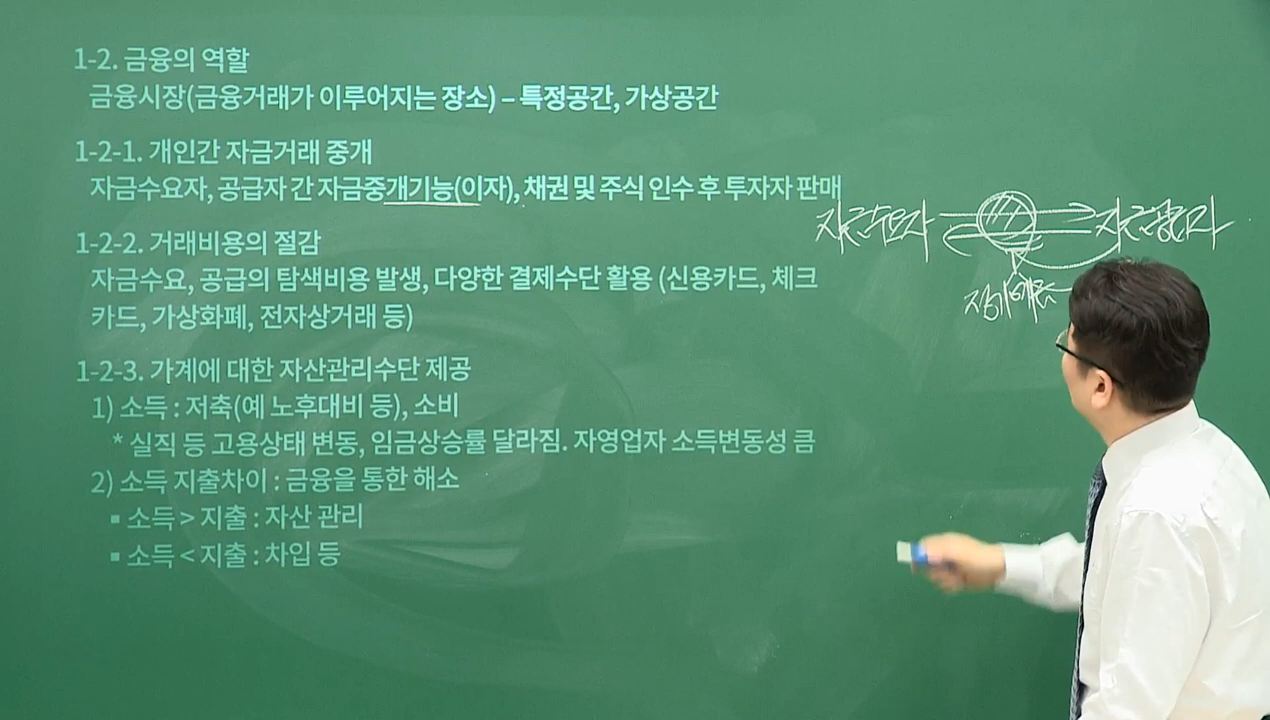 1-2. 금융의 역할
금융시장(금융거래가 이루어지는 장소) – 특정공간, 가상공간
1-2-1. 개인간 자금거래 중개
자금수요자, 공급자 간 자금중개기능(이자), 채권 및 주식 인수 후 투자자 판매
자금수요자 자금공급자
1-2-2. 거래비용의 절감
자금수요, 공급의 탐색비용 발생, 다양한 결제수단 활용 (신용카드, 체크
카드, 가상화폐, 전자상거래 등)
1-2-3. 가계에 대한 자산관리수단 제공
1) 소득 : 저축(예 노후대비 등), 소비
* 실직 등 고용상태 변동, 임금상승률 달라짐. 자영업자 소득변동성 큼
2) 소득 지출차이 : 금융을 통한 해소
▪ 소득 > 지출 : 자산 관리
▪ 소득 < 지출 : 차입 등